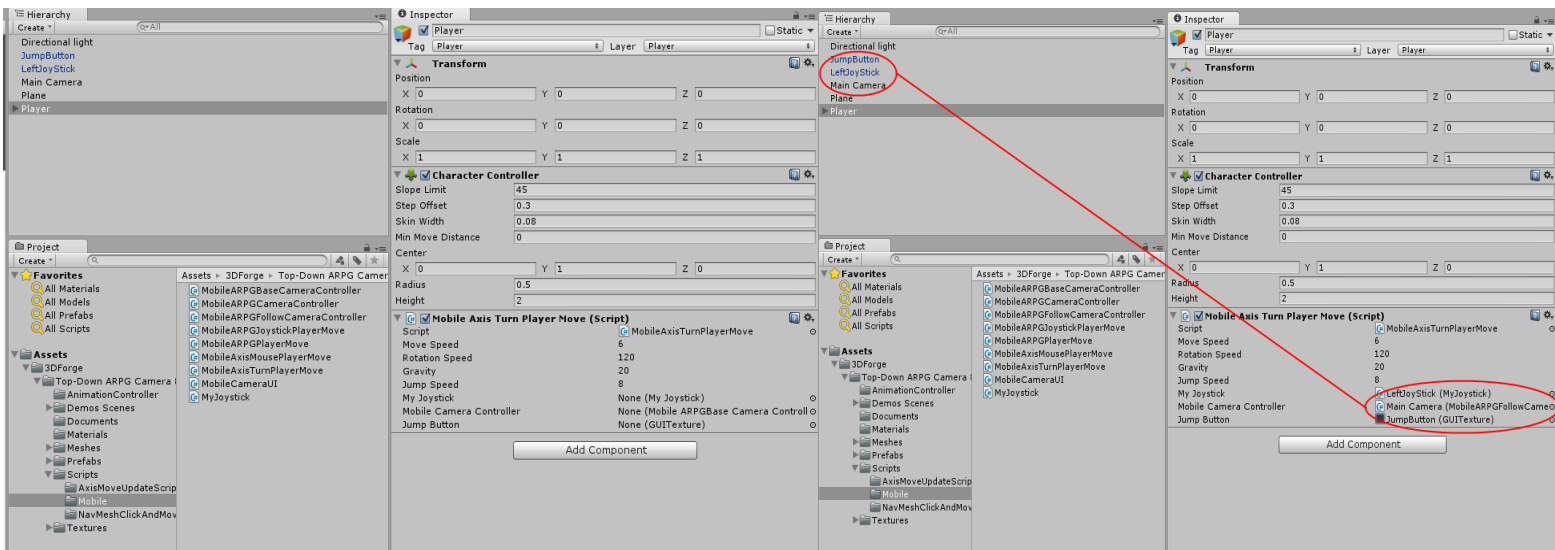 Hierarchy
Create
All
Directional light
JumpButton
LeftJoyStick
Main Camera
Plane
Player
Project
Create
Favorites
All Materials
All Models
All Prefabs
All Scripts
Assets
3DForge
Top-Down ARPG Camera
AnimationController
Demos Scenes
Documents
Materials
Meshes
Prefabs
Scripts
AxisMoveUpdateScrip
Mobile
NavMeshClickAndMov
Textures
Assets 3DForge Top-Down ARPG Camer
MobileARPGBaseCameraController
MobileARPGCameraController
MobileARPGFollowCameraController
MobileARPGJoystickPlayerMove
MobileARPGPlayerMove
MobileAxisMousePlayerMove
MobileAxisTurnPlayerMove
MobileCameraUI
MyJoystick
Inspector
Player Static
Tag Player Layer Player
Transform
Position
X 0 Y 0 Z 0
Rotation
X 0 Y 0 Z 0
Scale
X 1 Y 1 Z 1
Character Controller
Slope Limit 45
Step Offset 0.3
Skin Width 0.08
Min Move Distance 0
Center
X 0 Y 1 Z 0
Radius 0.5
Height 2
Mobile Axis Turn Player Move (Script)
Script MobileAxisTurnPlayerMove
Move Speed 6
Rotation Speed 120
Gravity 20
Jump Speed 8
My Joystick None (My Joystick)
Mobile Camera Controller None (Mobile ARPGBase Camera Controll
Jump Button None (GUITexture)
Add Component
Hierarchy
Create
All
Directional light
JumpButton
LeftJoyStick
Main Camera
Plane
Player
Project
Create
Favorites
All Materials
All Models
All Prefabs
All Scripts
Assets
3DForge
Top-Down ARPG Camera
AnimationController
Demos Scenes
Documents
Materials
Meshes
Prefabs
Scripts
AxisMoveUpdateScrip
Mobile
NavMeshClickAndMov
Textures
Assets 3DForge Top-Down ARPG Camer
MobileARPGBaseCameraController
MobileARPGCameraController
MobileARPGFollowCameraController
MobileARPGJoystickPlayerMove
MobileARPGPlayerMove
MobileAxisMousePlayerMove
MobileAxisTurnPlayerMove
MobileCameraUI
MyJoystick
Inspector
Player Static
Tag Player Layer Player
Transform
Position
X 0 Y 0 Z 0
Rotation
X 0 Y 0 Z 0
Scale
X 1 Y 1 Z 1
Character Controller
Slope Limit 45
Step Offset 0.3
Skin Width 0.08
Min Move Distance 0
Center
X 0 Y 1 Z 0
Radius 0.5
Height 2
Mobile Axis Turn Player Move (Script)
Script MobileAxisTurnPlayerMove
Move Speed 6
Rotation Speed 120
Gravity 20
Jump Speed 8
My Joystick LeftJoyStick (MyJoystick)
Mobile Camera Controller Main Camera (MobileARPGFollowCame
Jump Button JumpButton (GUITexture)
Add Component